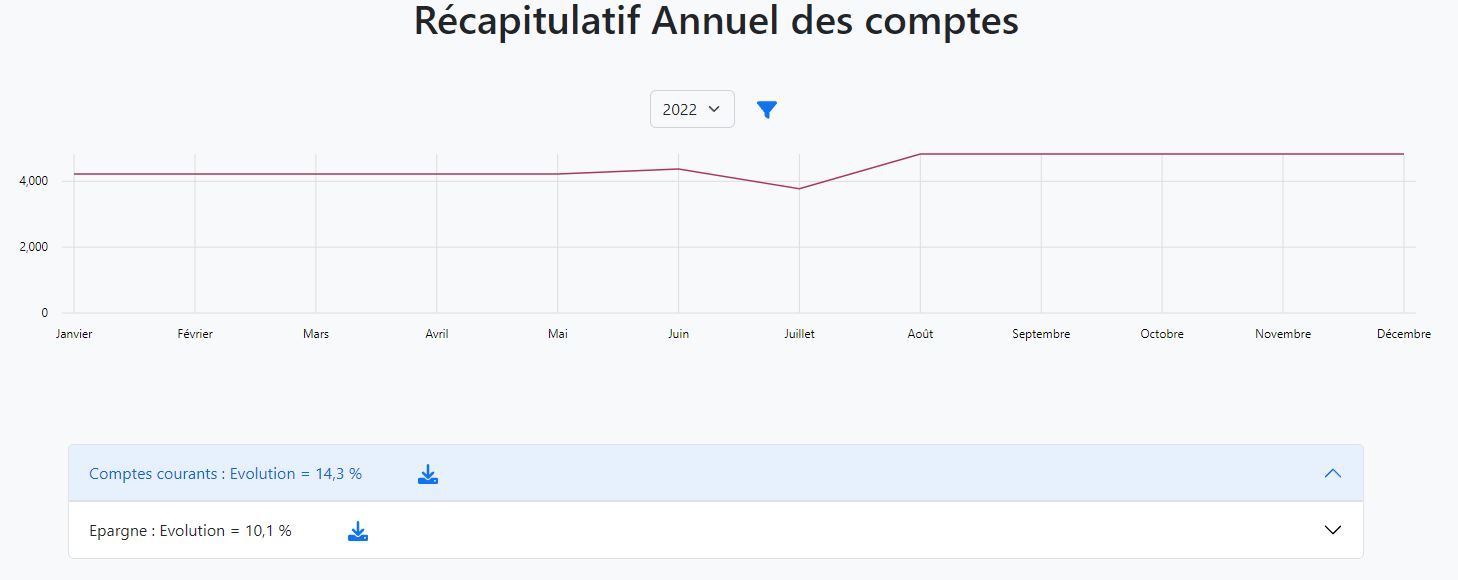 Récapitulatif Annuel des comptes
2022
4,000
2,000
0
Janvier Février Mars Avril Mai Juin Juillet Août Septembre Octobre Novembre Décembre
Comptes courants : Evolution = 14,3 %
Epargne : Evolution = 10,1 %